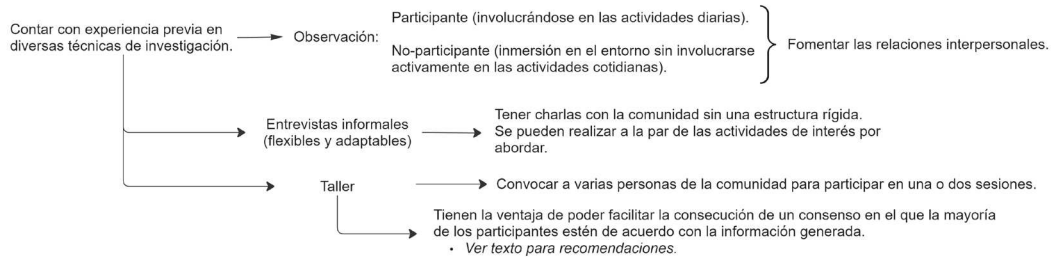 Contar con experiencia previa en
diversas técnicas de investigación.
Observación:
Participante (involucrándose en las actividades diarias).
No-participante (inmersión en el entorno sin involucrarse
activamente en las actividades cotidianas).
Fomentar las relaciones interpersonales.
Entrevistas informales
(flexibles y adaptables)
Tener charlas con la comunidad sin una estructura rígida.
Se pueden realizar a la par de las actividades de interés por
abordar.
Taller
Convocar a varias personas de la comunidad para participar en una o dos sesiones.
Tienen la ventaja de poder facilitar la consecución de un consenso en el que la mayoría
de los participantes estén de acuerdo con la información generada.
• Ver texto para recomendaciones.